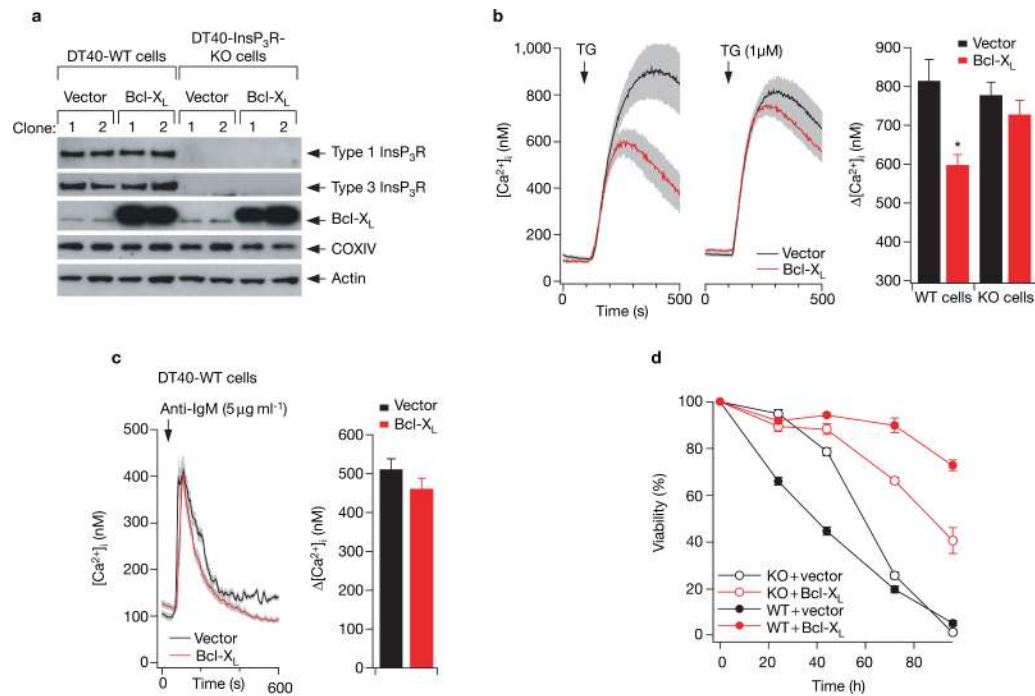 a
DT40-WT cells
DT40-InsP3R-
KO cells
Vector Bcl-XL Vector Bcl-XL
Clone: 1 2 1 2 1 2 1 2
Type 1 InsP3R
Type 3 InsP3R
Bcl-XL
COXIV
Actin
b
TG
TG (1μM)
1,000
800
600
400
200
0
[Ca2+]i (nM)
Vector
Bcl-XL
0 500
0 500
Time (s)
Vector
Bcl-XL
900
800
700
600
500
400
300
Δ[Ca2+]i (nM)
*
WT cells KO cells
c
DT40-WT cells
Anti-IgM (5μg ml-1)
500
400
300
200
100
0
[Ca2+]i (nM)
Vector
Bcl-XL
0 600
Time (s)
Vector
Bcl-XL
600
500
400
300
200
100
0
Δ[Ca2+]i (nM)
d
100
80
60
40
20
0
Viability (%)
KO+vector
KO+Bcl-XL
WT+vector
WT+Bcl-XL
0 20 40 60 80
Time (h)